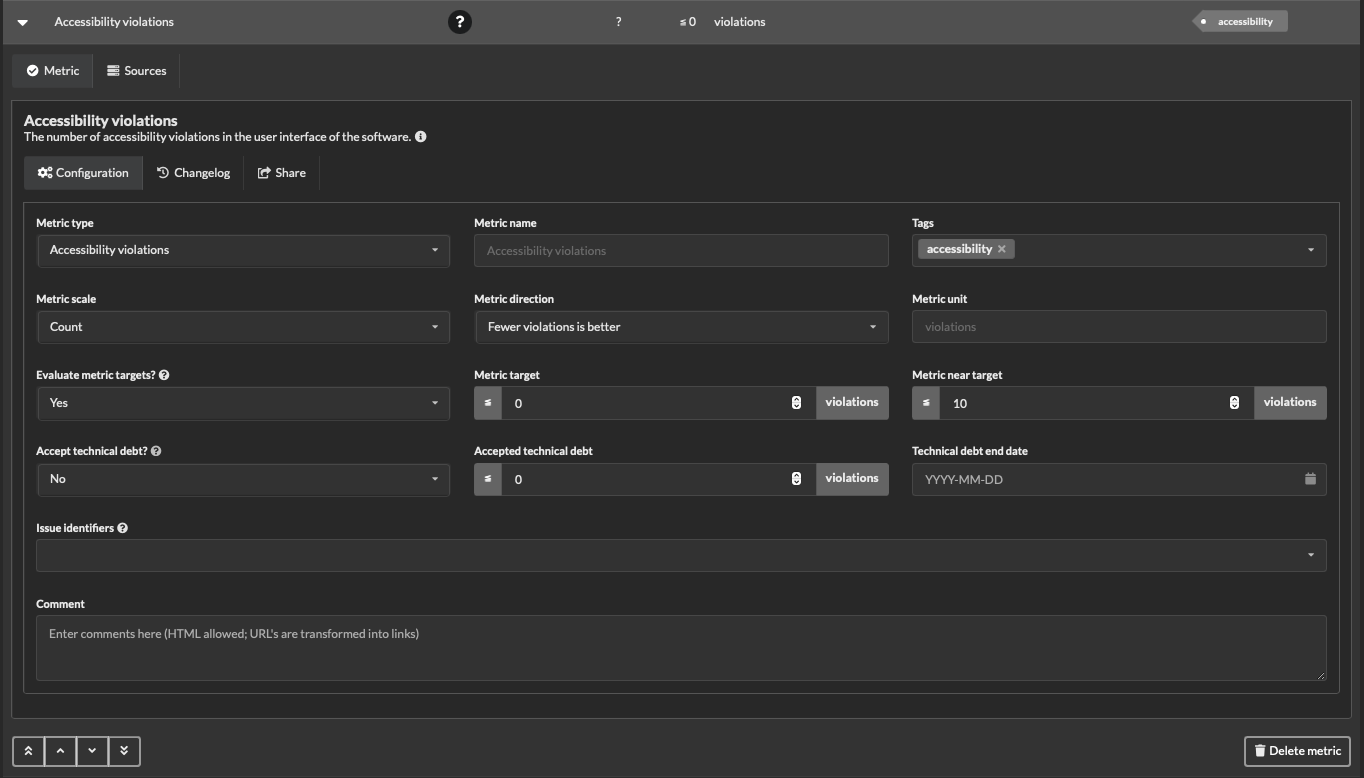 Accessibility violations ? ? ≤ 0 violations accessibility
Metric Sources
Accessibility violations
The number of accessibility violations in the user interface of the software.
Configuration Changelog Share
Metric type Metric name Tags
Accessibility violations Accessibility violations accessibility
Metric scale Metric direction Metric unit
Count Fewer violations is better violations
Evaluate metric targets? Metric target Metric near target
Yes ≤ 0 violations ≤ 10 violations
Accept technical debt? Accepted technical debt Technical debt end date
No ≤ 0 violations YYYY-MM-DD
Issue identifiers
Comment
Enter comments here (HTML allowed; URL's are transformed into links)
Delete metric